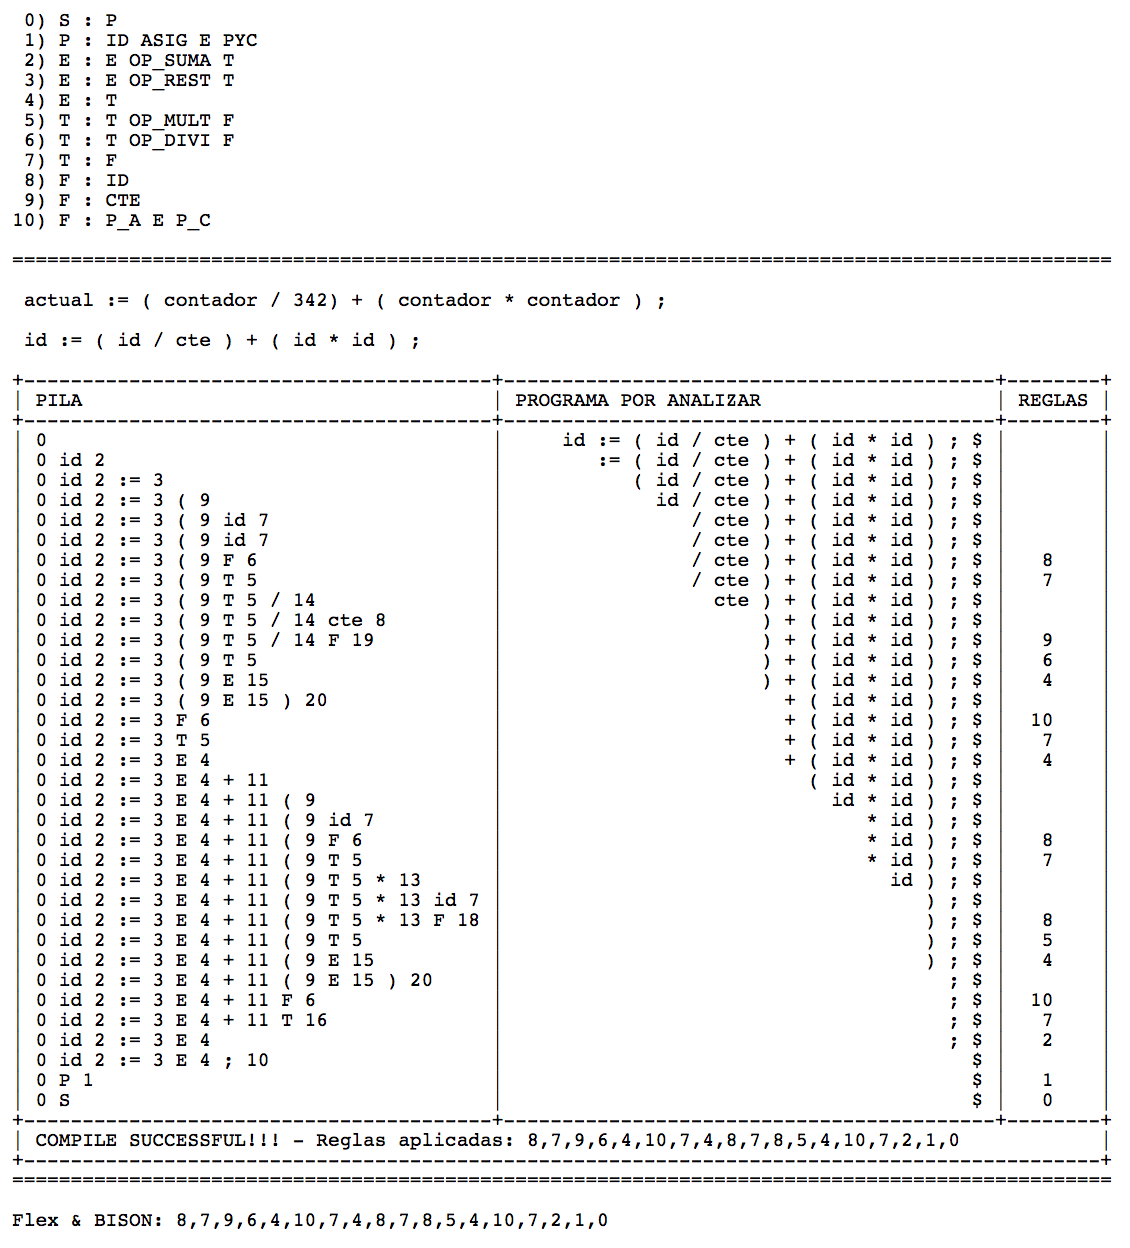 0) S : P
 1) P : ID ASIG E PYC
 2) E : E OP_SUMA T
 3) E : E OP_REST T
 4) E : T
 5) T : T OP_MULT F
 6) T : T OP_DIVI F
 7) T : F
 8) F : ID
 9) F : CTE
10) F : P_A E P_C
==============================================================================================
 actual := ( contador / 342) + ( contador * contador ) ;
 id := ( id / cte ) + ( id * id ) ;
+----------------------------------------+------------------------------------------+--------+
| PILA | PROGRAMA POR ANALIZAR | REGLAS |
+----------------------------------------+------------------------------------------+--------+
| 0 | id := ( id / cte ) + ( id * id ) ; $ | |
| 0 id 2 | := ( id / cte ) + ( id * id ) ; $ | |
| 0 id 2 := 3 | ( id / cte ) + ( id * id ) ; $ | |
| 0 id 2 := 3 ( 9 | id / cte ) + ( id * id ) ; $ | |
| 0 id 2 := 3 ( 9 id 7 | / cte ) + ( id * id ) ; $ | |
| 0 id 2 := 3 ( 9 id 7 | / cte ) + ( id * id ) ; $ | |
| 0 id 2 := 3 ( 9 F 6 | / cte ) + ( id * id ) ; $ | 8 |
| 0 id 2 := 3 ( 9 T 5 | / cte ) + ( id * id ) ; $ | 7 |
| 0 id 2 := 3 ( 9 T 5 / 14 | cte ) + ( id * id ) ; $ | |
| 0 id 2 := 3 ( 9 T 5 / 14 cte 8 | ) + ( id * id ) ; $ | |
| 0 id 2 := 3 ( 9 T 5 / 14 F 19 | ) + ( id * id ) ; $ | 9 |
| 0 id 2 := 3 ( 9 T 5 | ) + ( id * id ) ; $ | 6 |
| 0 id 2 := 3 ( 9 E 15 | ) + ( id * id ) ; $ | 4 |
| 0 id 2 := 3 ( 9 E 15 ) 20 | + ( id * id ) ; $ | |
| 0 id 2 := 3 F 6 | + ( id * id ) ; $ | 10 |
| 0 id 2 := 3 T 5 | + ( id * id ) ; $ | 7 |
| 0 id 2 := 3 E 4 | + ( id * id ) ; $ | 4 |
| 0 id 2 := 3 E 4 + 11 | ( id * id ) ; $ | |
| 0 id 2 := 3 E 4 + 11 ( 9 | id * id ) ; $ | |
| 0 id 2 := 3 E 4 + 11 ( 9 id 7 | * id ) ; $ | |
| 0 id 2 := 3 E 4 + 11 ( 9 F 6 | * id ) ; $ | 8 |
| 0 id 2 := 3 E 4 + 11 ( 9 T 5 | * id ) ; $ | 7 |
| 0 id 2 := 3 E 4 + 11 ( 9 T 5 * 13 | id ) ; $ | |
| 0 id 2 := 3 E 4 + 11 ( 9 T 5 * 13 id 7 | ) ; $ | |
| 0 id 2 := 3 E 4 + 11 ( 9 T 5 * 13 F 18 | ) ; $ | 8 |
| 0 id 2 := 3 E 4 + 11 ( 9 T 5 | ) ; $ | 5 |
| 0 id 2 := 3 E 4 + 11 ( 9 E 15 | ) ; $ | 4 |
| 0 id 2 := 3 E 4 + 11 ( 9 E 15 ) 20 | ; $ | |
| 0 id 2 := 3 E 4 + 11 F 6 | ; $ | 10 |
| 0 id 2 := 3 E 4 + 11 T 16 | ; $ | 7 |
| 0 id 2 := 3 E 4 | ; $ | 2 |
| 0 id 2 := 3 E 4 ; 10 | $ | |
| 0 P 1 | $ | 1 |
| 0 S | $ | 0 |
+----------------------------------------+------------------------------------------+--------+
| COMPILE SUCCESSFUL!!! - Reglas aplicadas: 8,7,9,6,4,10,7,4,8,7,8,5,4,10,7,2,1,0 |
+--------------------------------------------------------------------------------------------+
==============================================================================================
Flex & BISON: 8,7,9,6,4,10,7,4,8,7,8,5,4,10,7,2,1,0